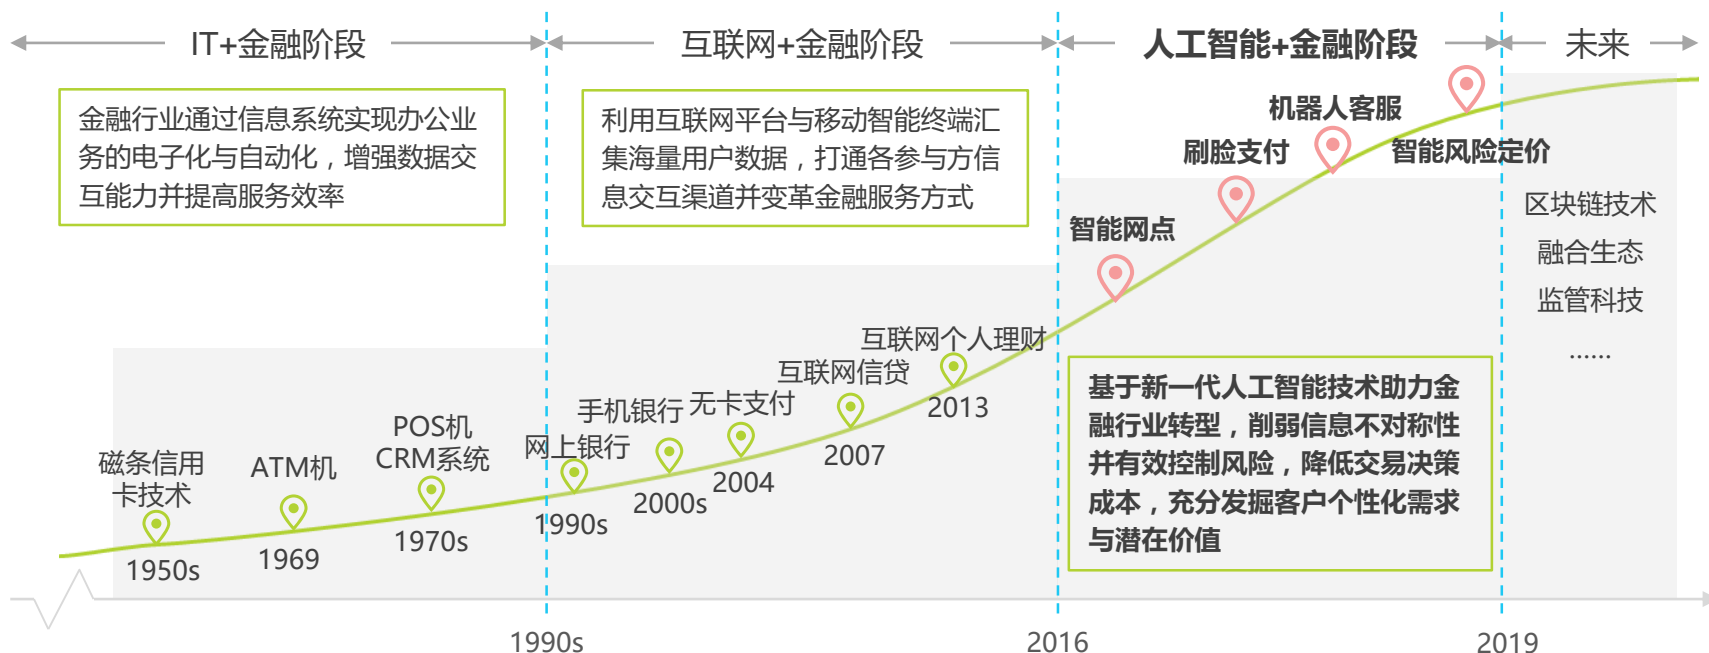 IT+金融阶段
互联网+金融阶段
人工智能+金融阶段
未来
金融行业通过信息系统实现办公业
务的电子化与自动化，增强数据交
互能力并提高服务效率
利用互联网平台与移动智能终端汇
集海量用户数据，打通各参与方信
息交互渠道并变革金融服务方式
磁条信用
卡技术
1950s
ATM机
1969
POS机
CRM系统
1970s
网上银行
1990s
手机银行
2000s
无卡支付
2004
互联网信贷
2007
互联网个人理财
2013
智能网点
刷脸支付
机器人客服
智能风险定价
基于新一代人工智能技术助力金
融行业转型，削弱信息不对称性
并有效控制风险，降低交易决策
成本，充分发掘客户个性化需求
与潜在价值
区块链技术
融合生态
监管科技
......
1990s
2016
2019